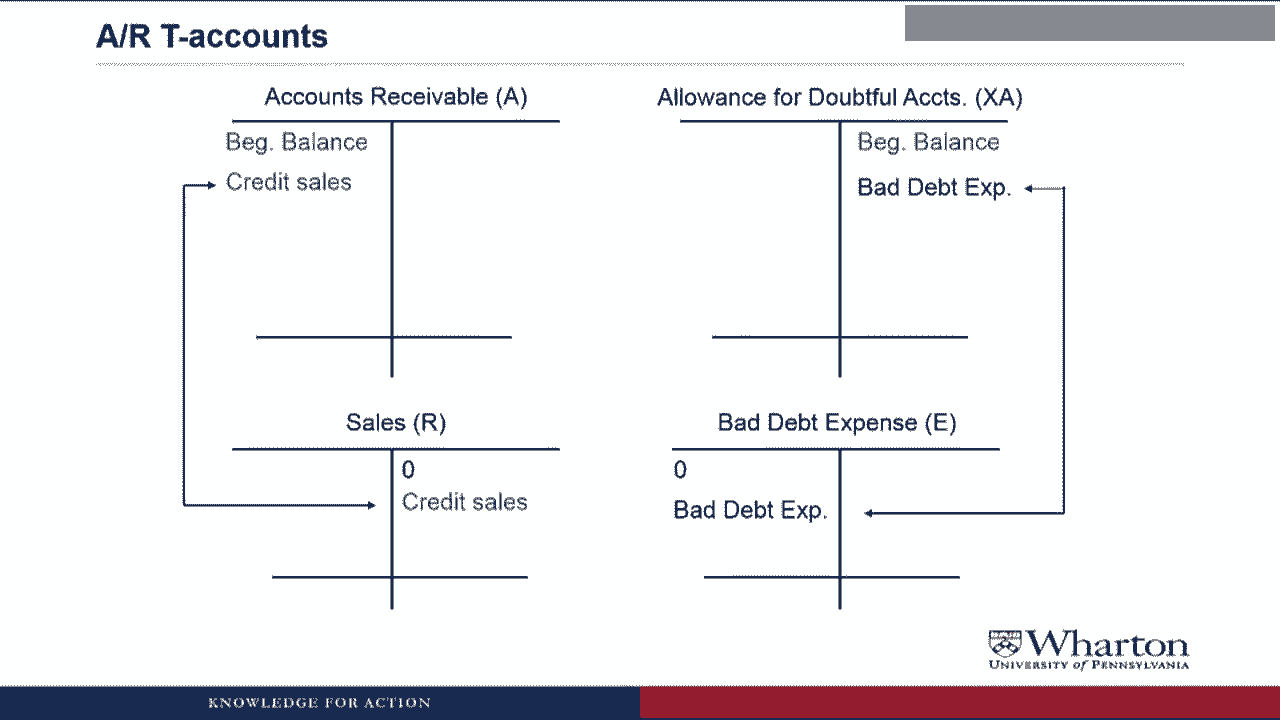 A/R T-accounts
Accounts Receivable (A)
Beg. Balance
Credit sales
Allowance for Doubtful Accts. (XA)
Beg. Balance
Bad Debt Exp.
Sales (R)
0
Credit sales
Bad Debt Expense (E)
0
Bad Debt Exp.
Wharton
UNIVERSITY of PENNSYLVANIA
KNOWLEDGE FOR ACTION